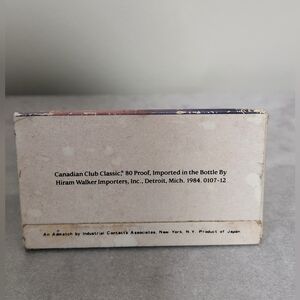 Canadian Club Classic,® 80 Proof, Imported in the Bottle By
Hiram Walker Importers, Inc., Detroit, Mich. 1984. 0107-12
An Admatch by Industrial Contacts Associates, New York, N.Y. Product of Japan